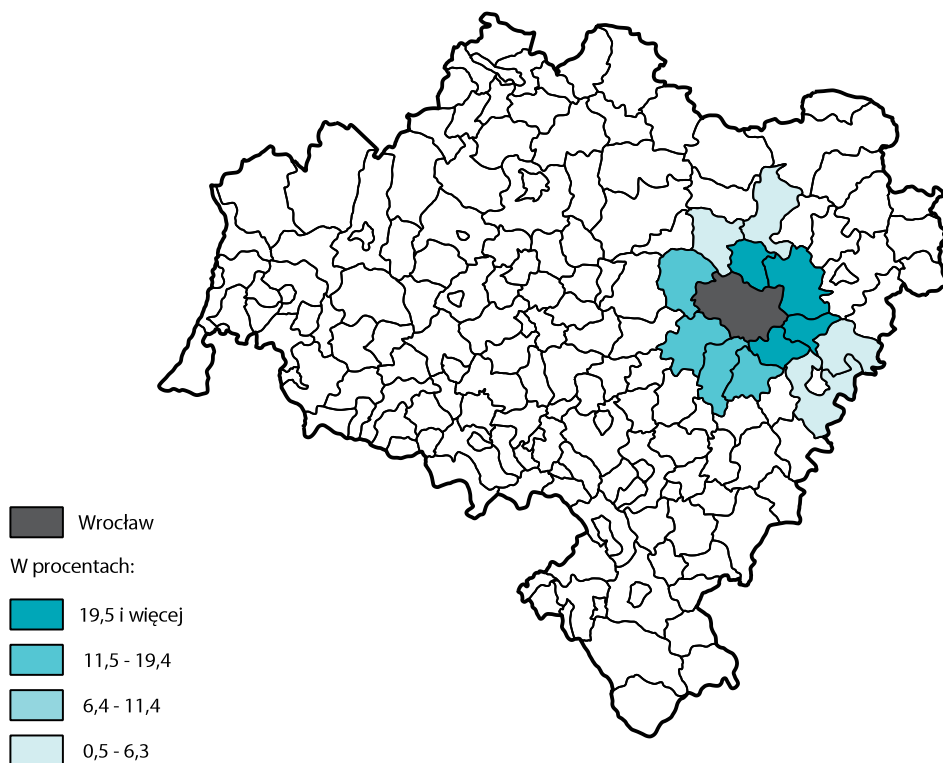 Wrocław
W procentach:
19,5 i więcej
11,5 - 19,4
6,4 - 11,4
0,5 - 6,3